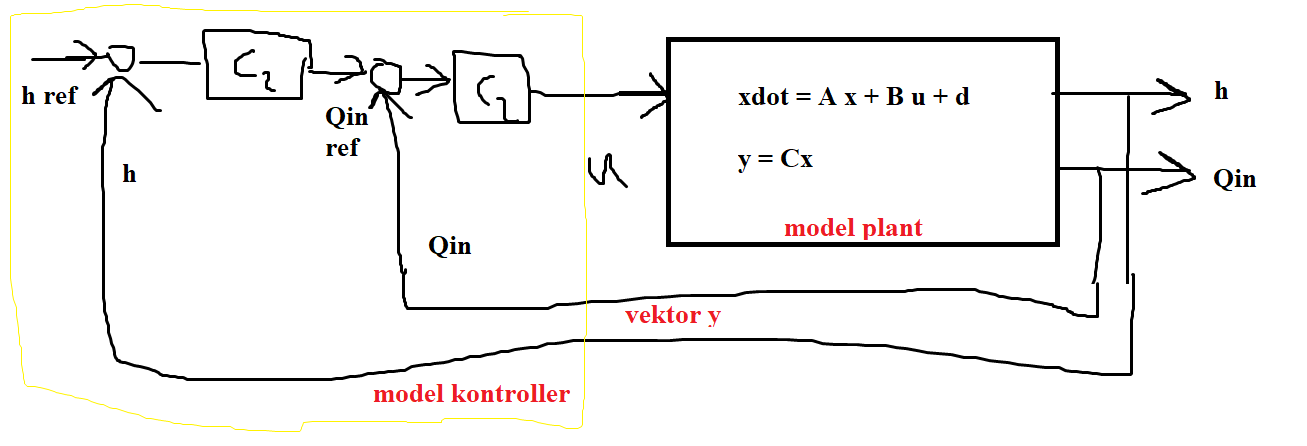 h ref
C2
Qin
ref
C1
xdot = A x + B u + d
y = Cx
model plant
h
Qin
h
Qin
u
vektor y
model kontroller